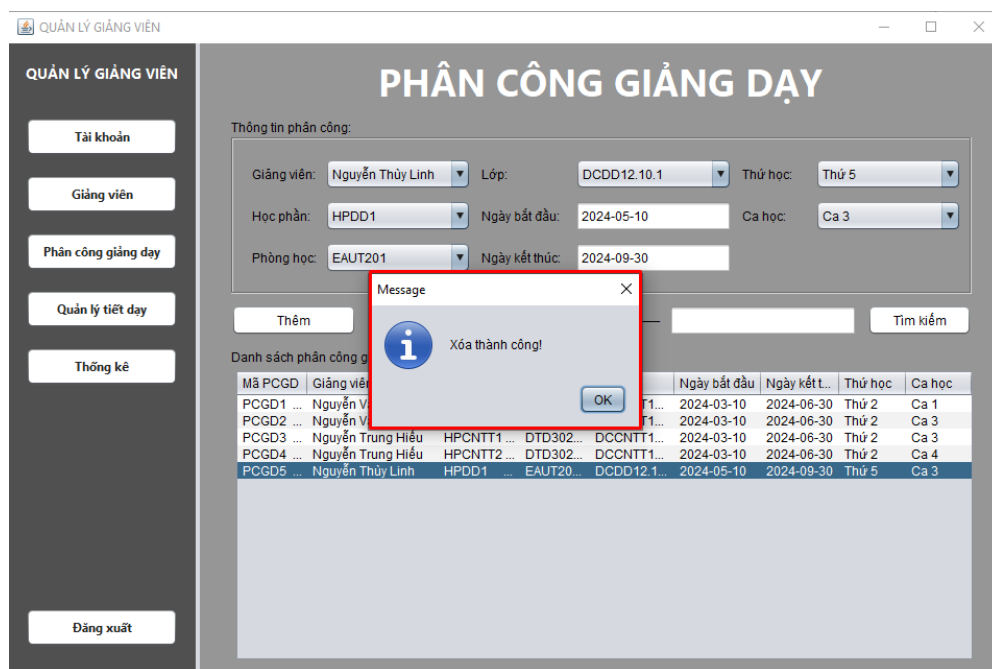 QUẢN LÝ GIẢNG VIÊN
QUẢN LÝ GIẢNG VIÊN
Tài khoản
Giảng viên
Phân công giảng dạy
Quản lý tiết dạy
Thống kê
Đăng xuất
PHÂN CÔNG GIẢNG DẠY
Thông tin phân công:
Giảng viên: Nguyễn Thùy Linh Lớp: DCDD12.10.1 Thứ học: Thứ 5
Học phần: HPDD1 Ngày bắt đầu: 2024-05-10 Ca học: Ca 3
Phòng học: EAUT201 Ngày kết thúc: 2024-09-30
Thêm Tìm kiếm
Message
Xóa thành công!
OK
Danh sách phân công g
Mã PCGD Giảng viê Ngày bắt đầu Ngày kết t... Thứ học Ca học
PCGD1 ... Nguyễn V T1... 2024-03-10 2024-06-30 Thứ 2 Ca 1
PCGD2 ... Nguyễn V T1... 2024-03-10 2024-06-30 Thứ 2 Ca 3
PCGD3 ... Nguyễn Trung Hiếu HPCNTT1 ... DTD302... DCCNTT1... 2024-03-10 2024-06-30 Thứ 2 Ca 3
PCGD4 ... Nguyễn Trung Hiếu HPCNTT2 ... DTD302... DCCNTT1... 2024-03-10 2024-06-30 Thứ 2 Ca 4
PCGD5 ... Nguyễn Thùy Linh HPDD1 ... EAUT20... DCDD12.1... 2024-05-10 2024-09-30 Thứ 5 Ca 3